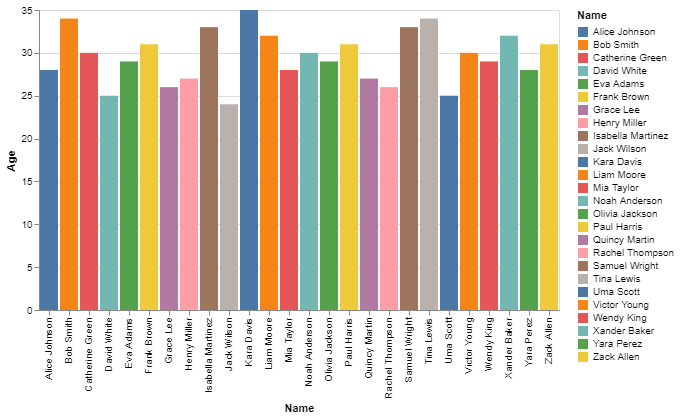 35
30
25
20
15
10
5
0
Age
Alice Johnson
Bob Smith
Catherine Green
David White
Eva Adams
Frank Brown
Grace Lee
Henry Miller
Isabella Martinez
Jack Wilson
Kara Davis
Liam Moore
Mia Taylor
Noah Anderson
Olivia Jackson
Paul Harris
Quincy Martin
Rachel Thompson
Samuel Wright
Tina Lewis
Uma Scott
Victor Young
Wendy King
Xander Baker
Yara Perez
Zack Allen
Name
Name
Alice Johnson
Bob Smith
Catherine Green
David White
Eva Adams
Frank Brown
Grace Lee
Henry Miller
Isabella Martinez
Jack Wilson
Kara Davis
Liam Moore
Mia Taylor
Noah Anderson
Olivia Jackson
Paul Harris
Quincy Martin
Rachel Thompson
Samuel Wright
Tina Lewis
Uma Scott
Victor Young
Wendy King
Xander Baker
Yara Perez
Zack Allen